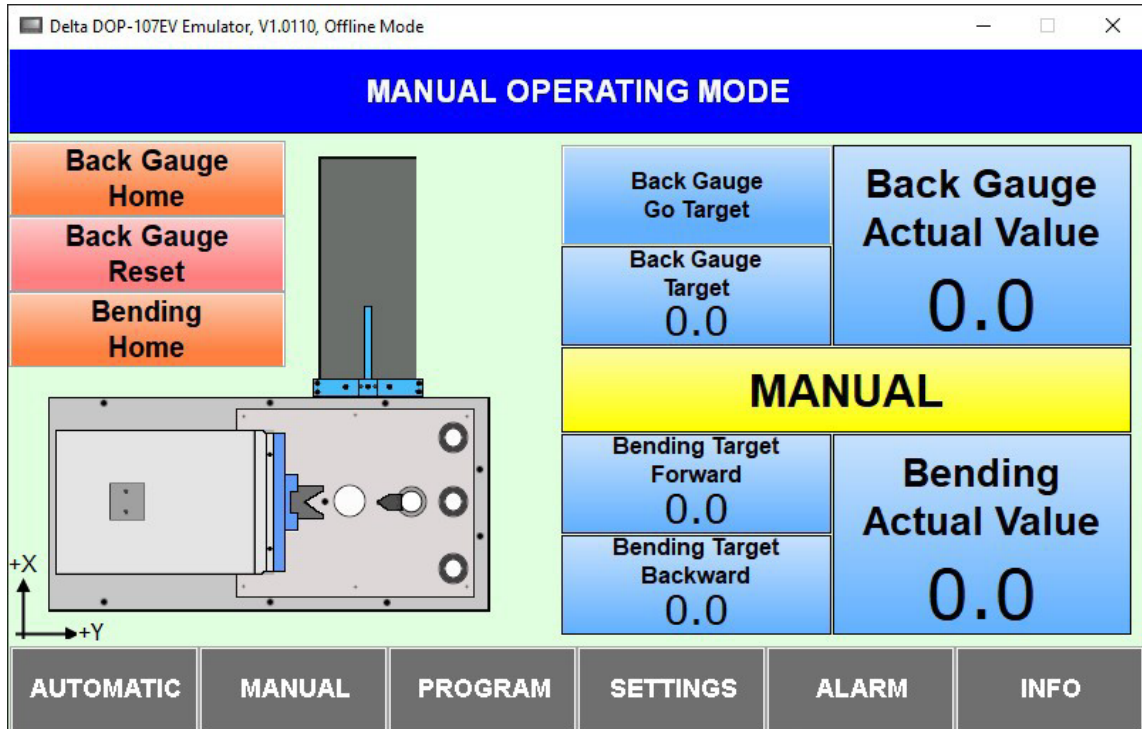 Delta DOP-107EV Emulator, V1.0110, Offline Mode
MANUAL OPERATING MODE
Back Gauge
Home
Back Gauge
Reset
Bending
Home
+X
+Y
Back Gauge
Go Target
Back Gauge
Target
0.0
Back Gauge
Actual Value
0.0
MANUAL
Bending Target
Forward
0.0
Bending Target
Backward
0.0
Bending
Actual Value
0.0
AUTOMATIC
MANUAL
PROGRAM
SETTINGS
ALARM
INFO